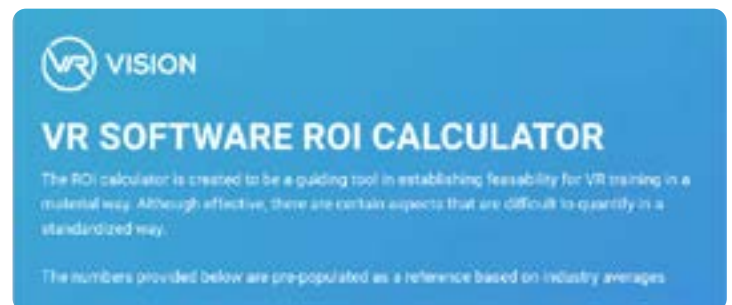 VR VISION
VR SOFTWARE ROI CALCULATOR
The ROI calculator is created to be a guiding tool in establishing feasability for VR training in a
material way. Although effective, there are certain aspects that are difficult to quantify in a
standardized way.
The numbers provided below are pre-populated as a reference based on industry averages